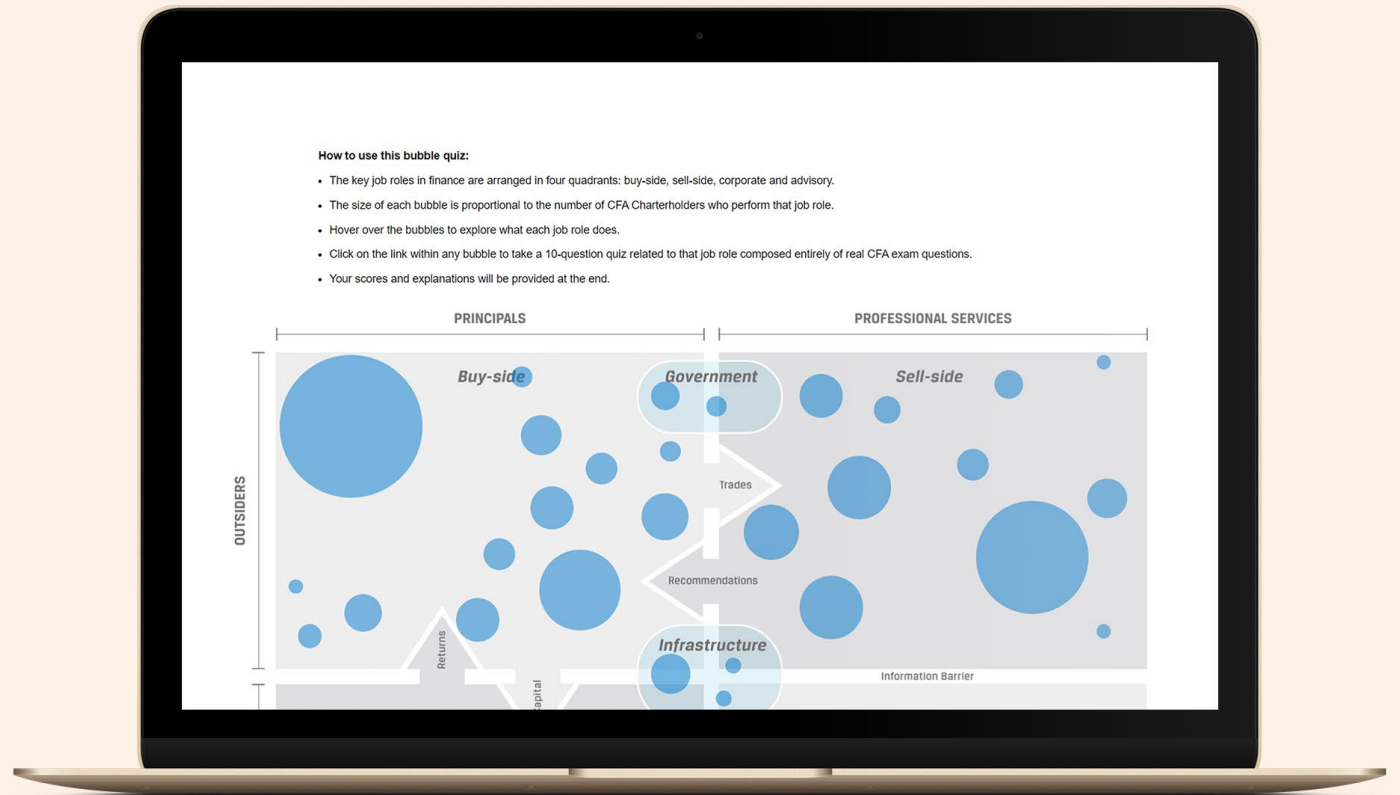 How to use this bubble quiz:
• The key job roles in finance are arranged in four quadrants: buy-side, sell-side, corporate and advisory.
• The size of each bubble is proportional to the number of CFA Charterholders who perform that job role.
• Hover over the bubbles to explore what each job role does.
• Click on the link within any bubble to take a 10-question quiz related to that job role composed entirely of real CFA exam questions.
• Your scores and explanations will be provided at the end.
PRINCIPALS
PROFESSIONAL SERVICES
OUTSIDERS
Buy-side
Government
Sell-side
Trades
Recommendations
Returns
Infrastructure
Information Barrier